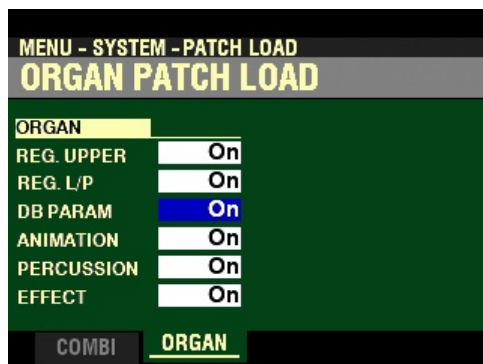 MENU - SYSTEM - PATCH LOAD
ORGAN PATCH LOAD
ORGAN
REG. UPPER On
REG. L/P On
DB PARAM On
ANIMATION On
PERCUSSION On
EFFECT On
COMBI ORGAN